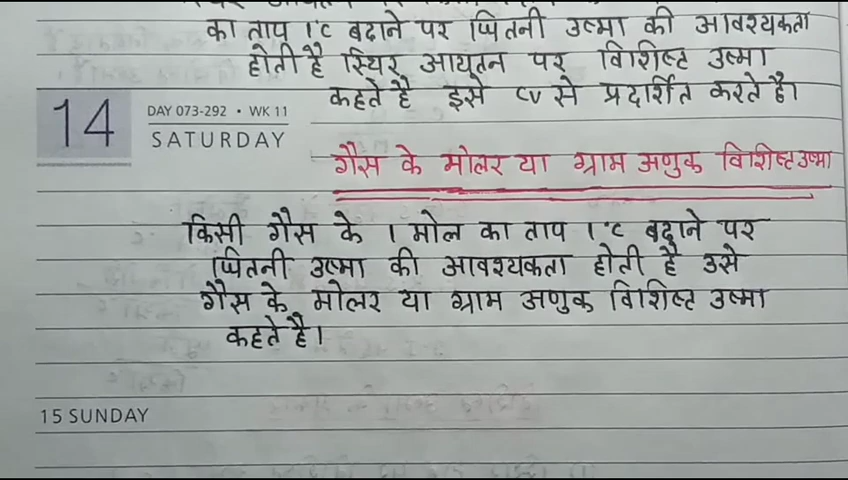 का ताप 1°C बढ़ाने पर जितनी उष्मा की आवश्यकता
होती है स्थिर आयतन पर विशिष्ट उष्मा
कहते है इसे CV से प्रदर्शित करते है।
14
DAY 073-292 • WK 11
SATURDAY
गैस के मोलर या ग्राम अणुक विशिष्ट उष्मा
किसी गैस के 1 मोल का ताप 1°C बढ़ाने पर
जितनी उष्मा की आवश्यकता होती है उसे
गैस के मोलर या ग्राम अणुक विशिष्ट उष्मा
कहते है।
15 SUNDAY